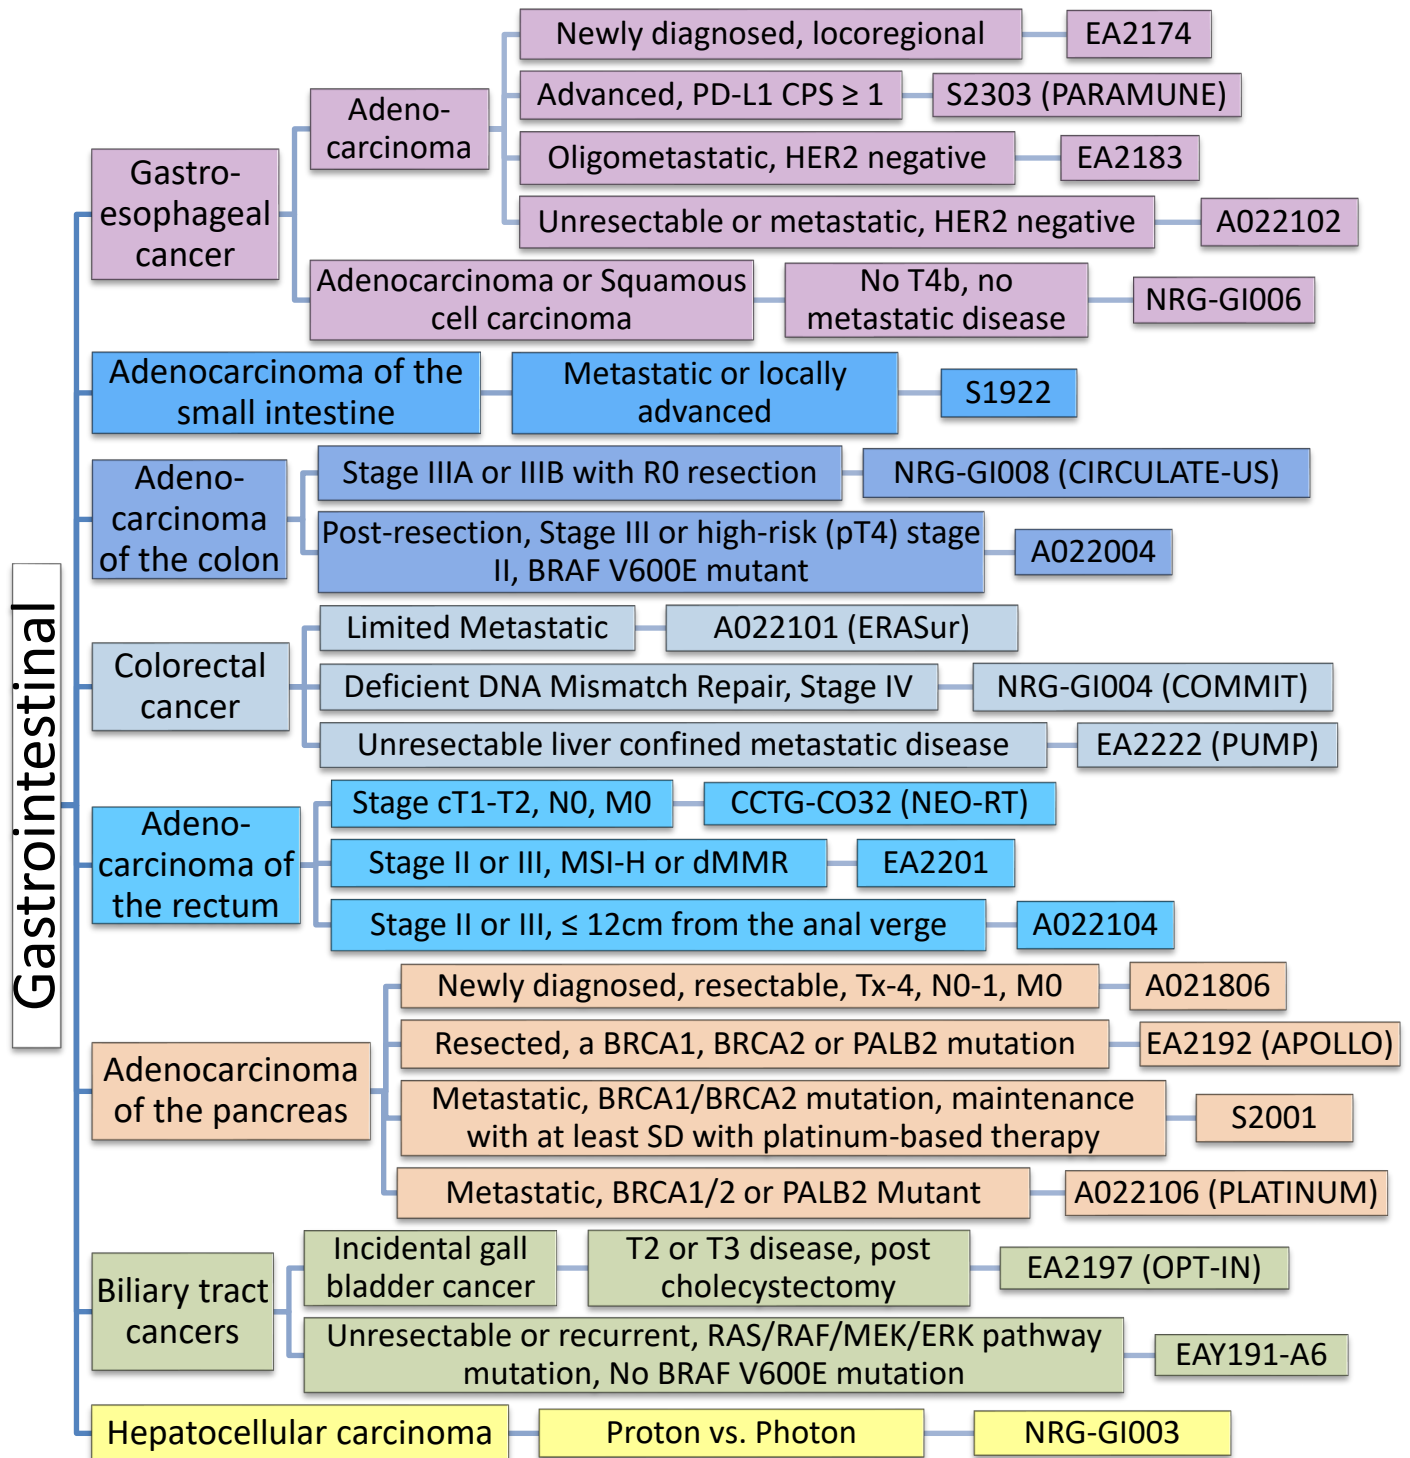 Gastrointestinal
Gastro-
esophageal
cancer
Adeno-
carcinoma
Newly diagnosed, locoregional
EA2174
Advanced, PD-L1 CPS ≥ 1
S2303 (PARAMUNE)
Oligometastatic, HER2 negative
EA2183
Unresectable or metastatic, HER2 negative
A022102
Adenocarcinoma or Squamous
cell carcinoma
No T4b, no
metastatic disease
NRG-GI006
Adenocarcinoma of the
small intestine
Metastatic or locally
advanced
S1922
Adeno-
carcinoma
of the colon
Stage IIIA or IIIB with R0 resection
NRG-GI008 (CIRCULATE-US)
Post-resection, Stage III or high-risk (pT4) stage
II, BRAF V600E mutant
A022004
Colorectal
cancer
Limited Metastatic
A022101 (ERASur)
Deficient DNA Mismatch Repair, Stage IV
NRG-GI004 (COMMIT)
Unresectable liver confined metastatic disease
EA2222 (PUMP)
Adeno-
carcinoma of
the rectum
Stage cT1-T2, N0, M0
CCTG-CO32 (NEO-RT)
Stage II or III, MSI-H or dMMR
EA2201
Stage II or III, ≤ 12cm from the anal verge
A022104
Adenocarcinoma
of the pancreas
Newly diagnosed, resectable, Tx-4, N0-1, M0
A021806
Resected, a BRCA1, BRCA2 or PALB2 mutation
EA2192 (APOLLO)
Metastatic, BRCA1/BRCA2 mutation, maintenance
with at least SD with platinum-based therapy
S2001
Metastatic, BRCA1/2 or PALB2 Mutant
A022106 (PLATINUM)
Biliary tract
cancers
Incidental gall
bladder cancer
T2 or T3 disease, post
cholecystectomy
EA2197 (OPT-IN)
Unresectable or recurrent, RAS/RAF/MEK/ERK pathway
mutation, No BRAF V600E mutation
EAY191-A6
Hepatocellular carcinoma
Proton vs. Photon
NRG-GI003